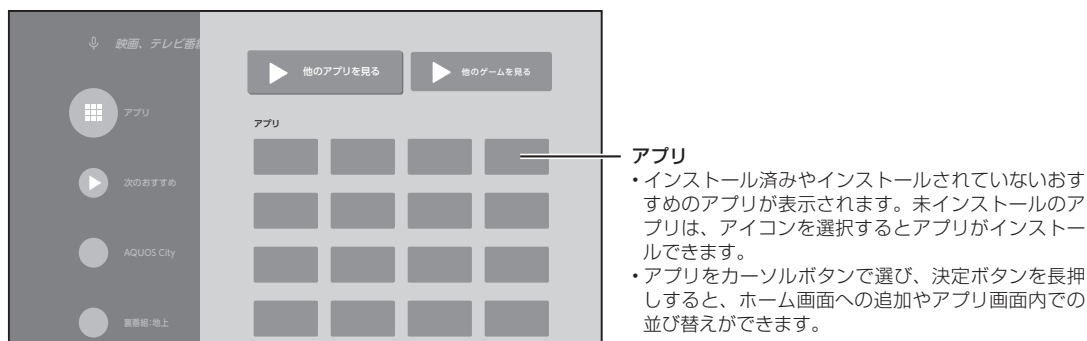 映画、テレビ番
他のアプリを見る
他のゲームを見る
アプリ
アプリ
次のおすすめ
AQUOS City
裏番組:地上
アプリ
・インストール済みやインストールされていないおす
すめのアプリが表示されます。未インストールのア
プリは、アイコンを選択するとアプリがインストー
ルできます。
・アプリをカーソルボタンで選び、決定ボタンを長押
しすると、ホーム画面への追加やアプリ画面内での
並び替えができます。